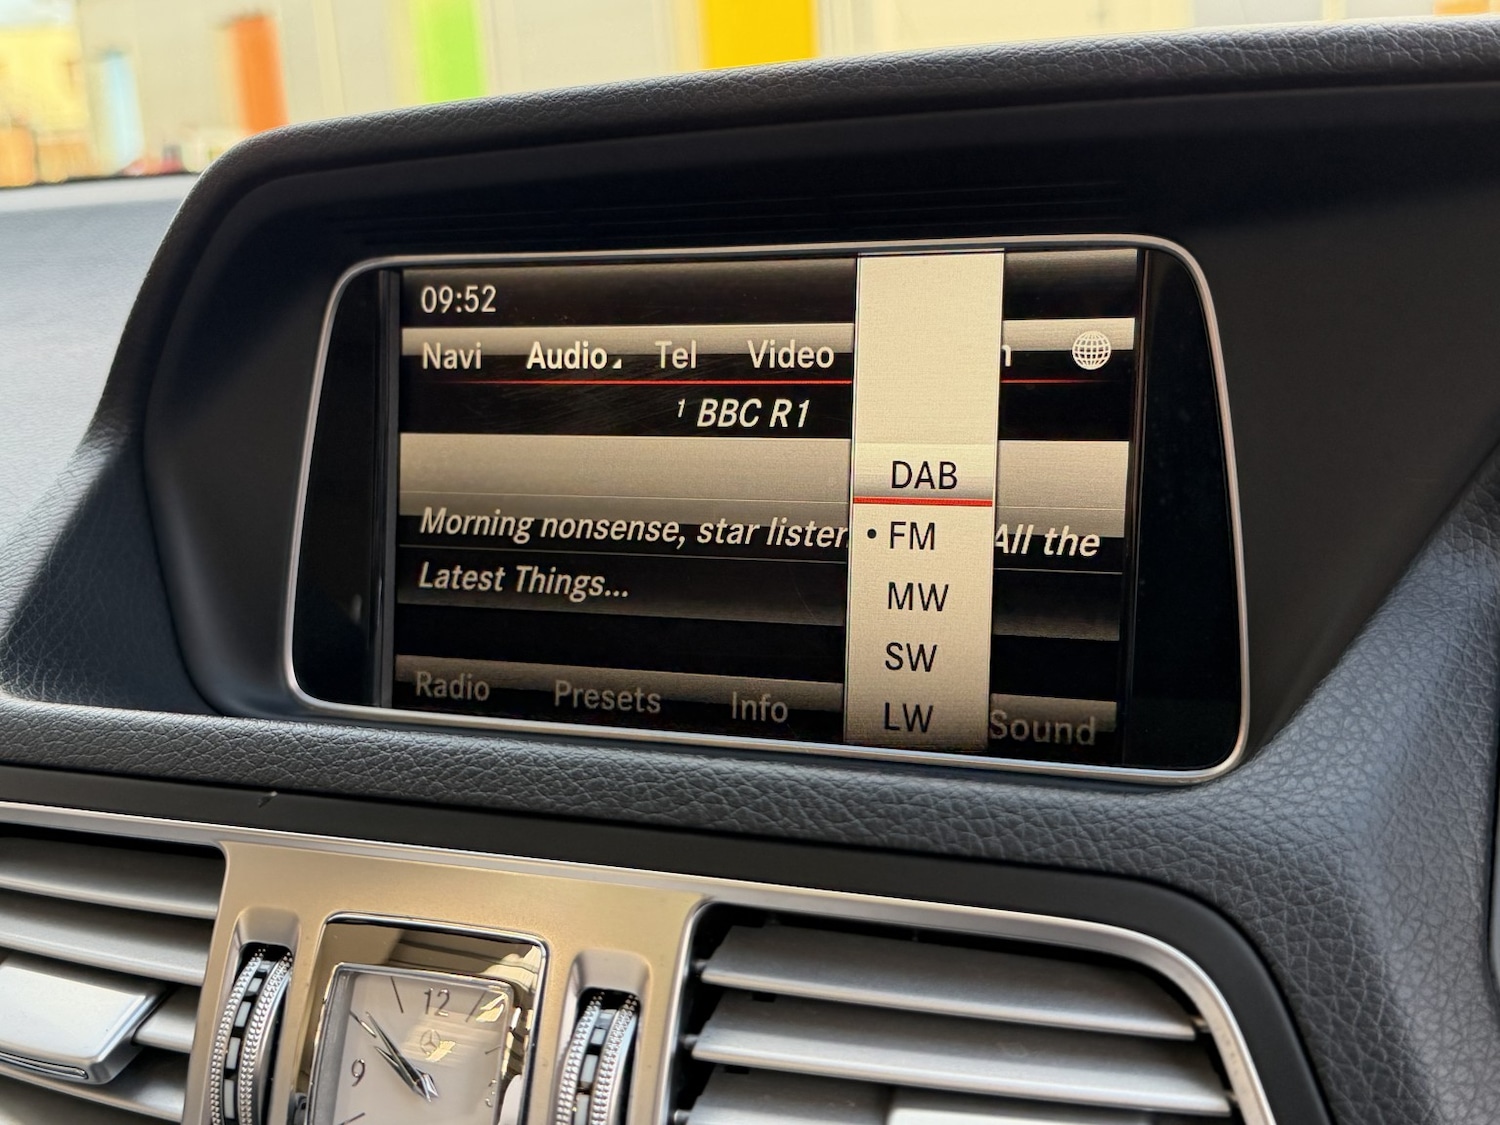 09:52
Navi Audio Tel Video n
1 BBC R1
Morning nonsense, star listen All the
Latest Things...
Radio Presets Info Sound
DAB
• FM
MW
SW
LW
12
9
3